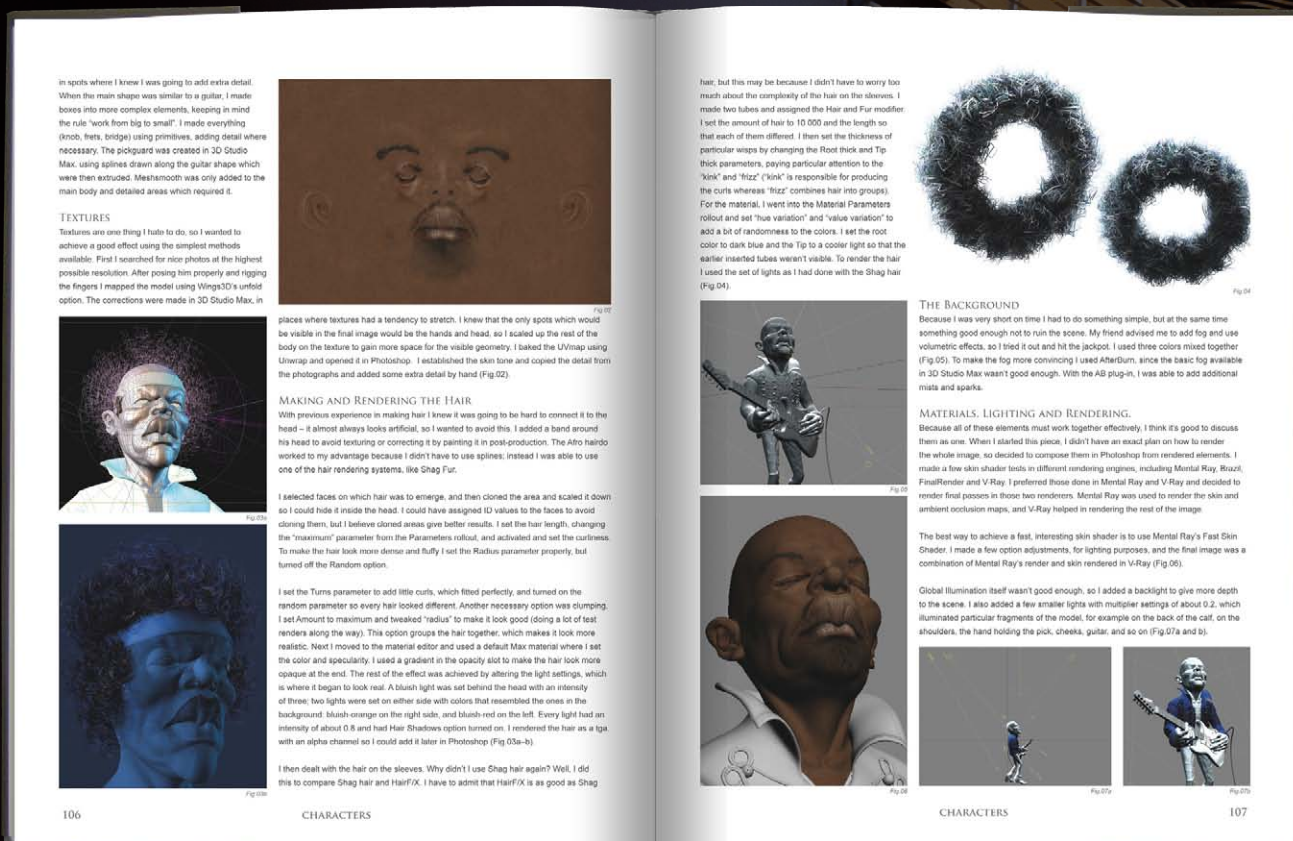 in spots where I knew I was going to add extra detail.
When the main shape was similar to a guitar, I made
boxes into more complex elements, keeping in mind
the rule "work from big to small". I made everything
(knob, frets, bridge) using primitives, adding detail where
necessary. The pickguard was created in 3D Studio
Max, using splines drawn along the guitar shape which
were then extruded. Meshsmooth was only added to the
main body and detailed areas which required it.
Textures
Textures are one thing I hate to do, so I wanted to
achieve a good effect using the simplest methods
available. First I searched for nice photos at the highest
possible resolution. After posing him properly and rigging
the fingers I mapped the model using Wings3D's unfold
option. The corrections were made in 3D Studio Max, in
Fig.03a
Fig.03b
Fig.02
places where textures had a tendency to stretch. I knew that the only spots which would
be visible in the final image would be the hands and head, so I scaled up the rest of the
body on the texture to gain more space for the visible geometry. I baked the UVmap using
Unwrap and opened it in Photoshop. I established the skin tone and copied the detail from
the photographs and added some extra detail by hand (Fig.02).
Making and Rendering the Hair
With previous experience in making hair I knew it was going to be hard to connect it to the
head – it almost always looks artificial, so I wanted to avoid this. I added a band around
his head to avoid texturing or correcting it by painting it in post-production. The Afro hairdo
worked to my advantage because I didn't have to use splines; instead I was able to use
one of the hair rendering systems, like Shag Fur.
I selected faces on which hair was to emerge, and then cloned the area and scaled it down
so I could hide it inside the head. I could have assigned ID values to the faces to avoid
cloning them, but I believe cloned areas give better results. I set the hair length, changing
the "maximum" parameter from the Parameters rollout, and activated and set the curliness.
To make the hair look more dense and fluffy I set the Radius parameter properly, but
turned off the Random option.
I set the Turns parameter to add little curls, which fitted perfectly, and turned on the
random parameter so every hair looked different. Another necessary option was clumping.
I set Amount to maximum and tweaked "radius" to make it look good (doing a lot of test
renders along the way). This option groups the hair together, which makes it look more
realistic. Next I moved to the material editor and used a default Max material where I set
the color and specularity. I used a gradient in the opacity slot to make the hair look more
opaque at the end. The rest of the effect was achieved by altering the light settings, which
is where it began to look real. A bluish light was set behind the head with an intensity
of three; two lights were set on either side with colors that resembled the ones in the
background: bluish-orange on the right side, and bluish-red on the left. Every light had an
intensity of about 0.8 and had Hair Shadows option turned on. I rendered the hair as a tga.
with an alpha channel so I could add it later in Photoshop (Fig.03a–b).
I then dealt with the hair on the sleeves. Why didn't I use Shag hair again? Well, I did
this to compare Shag hair and HairF/X. I have to admit that HairF/X is as good as Shag
106
CHARACTERS
hair, but this may be because I didn't have to worry too
much about the complexity of the hair on the sleeves. I
made two tubes and assigned the Hair and Fur modifier.
I set the amount of hair to 10 000 and the length so
that each of them differed. I then set the thickness of
particular wisps by changing the Root thick and Tip
thick parameters, paying particular attention to the
"kink" and "frizz" ("kink" is responsible for producing
the curls whereas "frizz" combines hair into groups).
For the material, I went into the Material Parameters
rollout and set "hue variation" and "value variation" to
add a bit of randomness to the colors. I set the root
color to dark blue and the Tip to a cooler light so that the
earlier inserted tubes weren't visible. To render the hair
I used the set of lights as I had done with the Shag hair
(Fig.04).
Fig.05
Fig.06
Fig.04
The Background
Because I was very short on time I had to do something simple, but at the same time
something good enough not to ruin the scene. My friend advised me to add fog and use
volumetric effects, so I tried it out and hit the jackpot. I used three colors mixed together
(Fig.05). To make the fog more convincing I used AfterBurn, since the basic fog available
in 3D Studio Max wasn't good enough. With the AB plug-in, I was able to add additional
mists and sparks.
Materials, Lighting and Rendering.
Because all of these elements must work together effectively, I think it's good to discuss
them as one. When I started this piece, I didn't have an exact plan on how to render
the whole image, so decided to compose them in Photoshop from rendered elements. I
made a few skin shader tests in different rendering engines, including Mental Ray, Brazil,
FinalRender and V-Ray. I preferred those done in Mental Ray and V-Ray and decided to
render final passes in those two renderers. Mental Ray was used to render the skin and
ambient occlusion maps, and V-Ray helped in rendering the rest of the image.
The best way to achieve a fast, interesting skin shader is to use Mental Ray's Fast Skin
Shader. I made a few option adjustments, for lighting purposes, and the final image was a
combination of Mental Ray's render and skin rendered in V-Ray (Fig.06).
Global Illumination itself wasn't good enough, so I added a backlight to give more depth
to the scene. I also added a few smaller lights with multiplier settings of about 0.2, which
illuminated particular fragments of the model, for example on the back of the calf, on the
shoulders, the hand holding the pick, cheeks, guitar, and so on (Fig.07a and b).
Fig.07a
Fig.07b
CHARACTERS
107